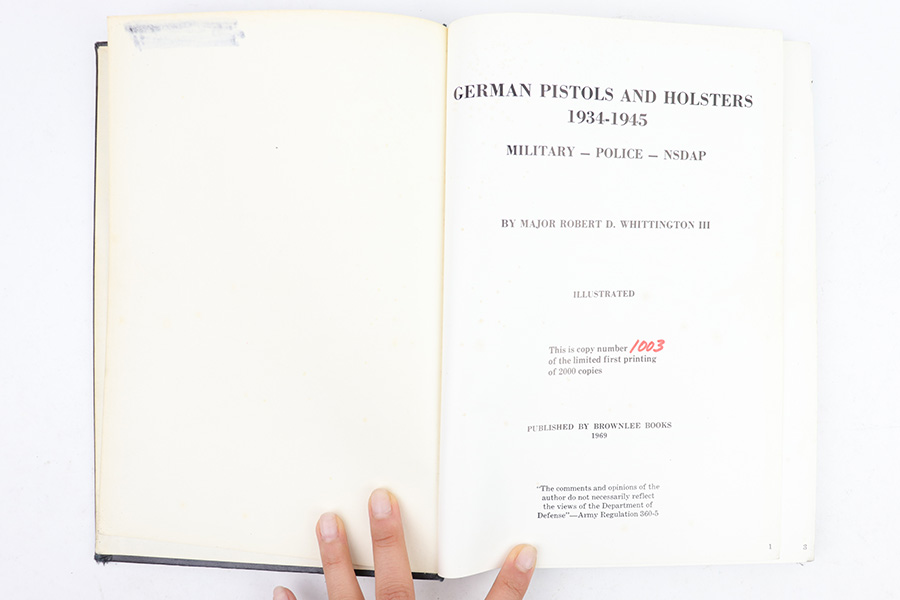 GERMAN PISTOLS AND HOLSTERS
1934-1945
MILITARY — POLICE — NSDAP
BY MAJOR ROBERT D. WHITTINGTON III
ILLUSTRATED
This is copy number 1003
of the limited first printing
of 2000 copies
PUBLISHED BY BROWNLEE BOOKS
1969
"The comments and opinions of the
author do not necessarily reflect
the views of the Department of
Defense"—Army Regulation 360-5
1
3